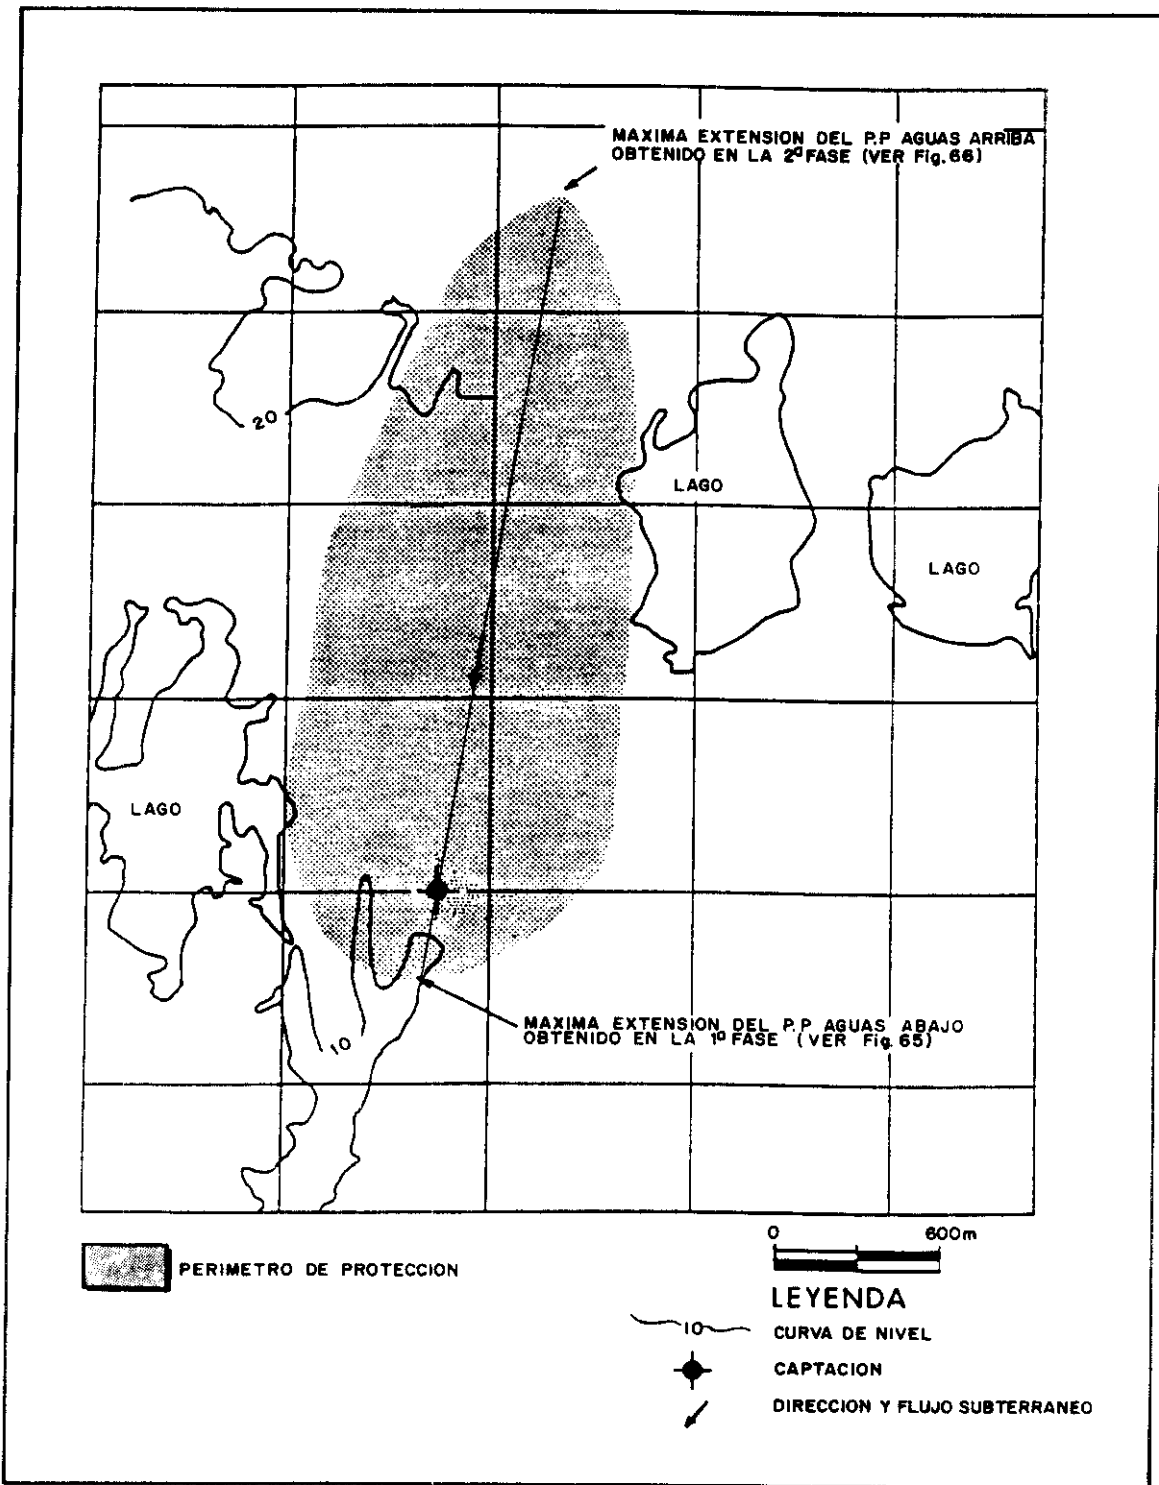 MAXIMA EXTENSION DEL P.P AGUAS ARRIBA
OBTENIDO EN LA 2ª FASE (VER Fig. 66)
20
LAGO
LAGO
LAGO
MAXIMA EXTENSION DEL P.P. AGUAS ABAJO
OBTENIDO EN LA 1ª FASE (VER Fig. 65)
10
0 600m
PERIMETRO DE PROTECCION
LEYENDA
10 CURVA DE NIVEL
CAPTACION
DIRECCION Y FLUJO SUBTERRANEO